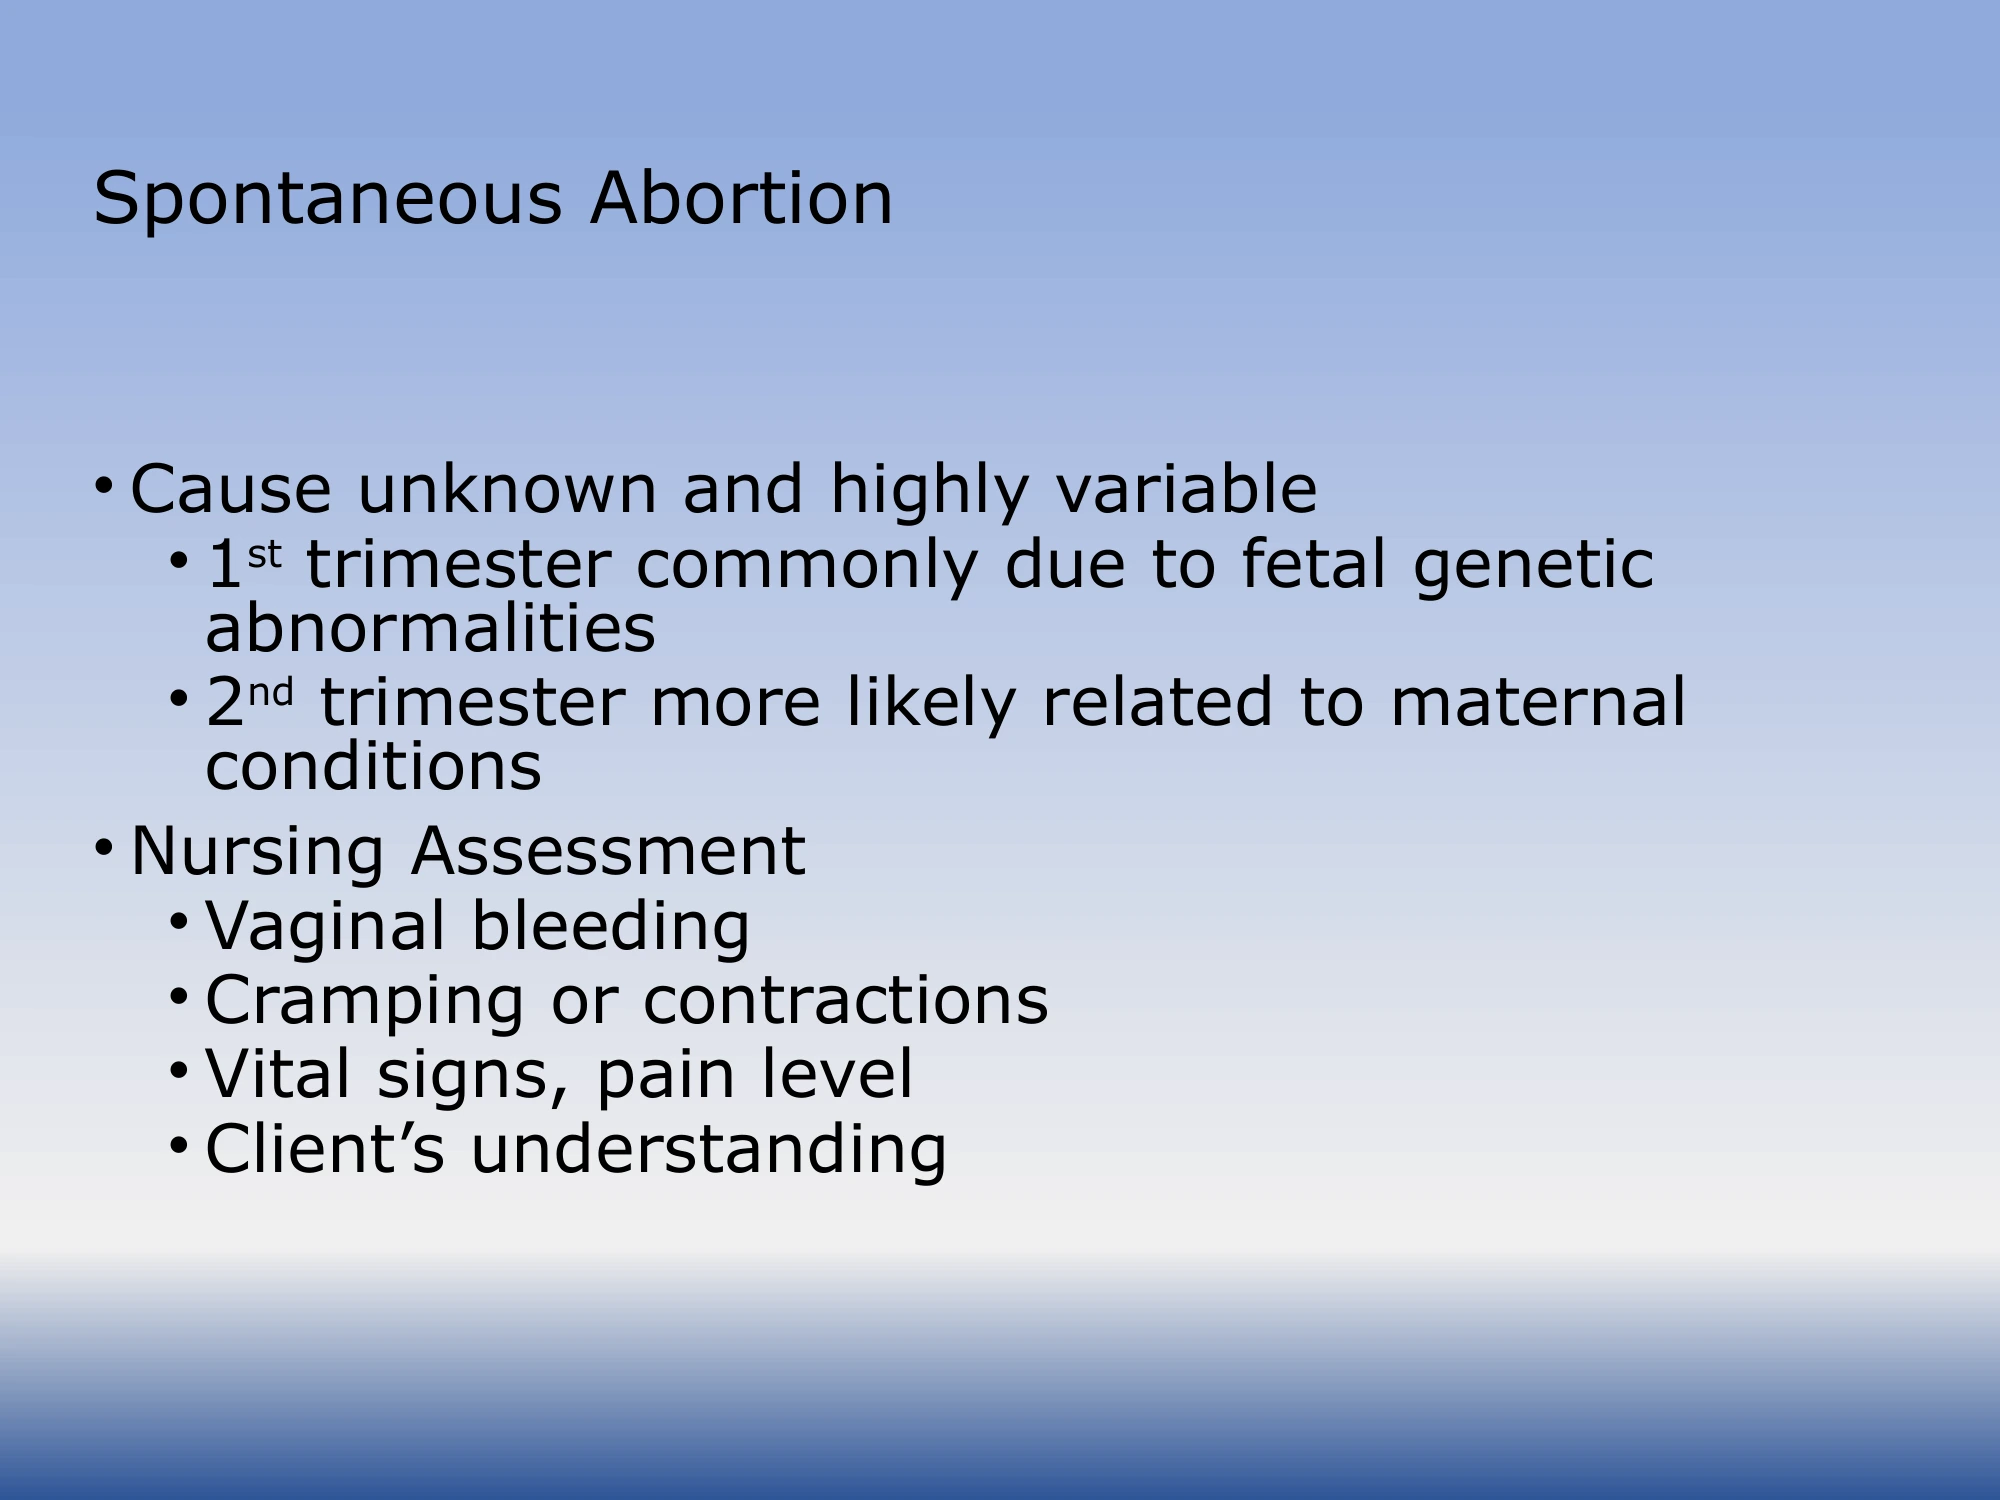 Spontaneous Abortion
• Cause unknown and highly variable
• 1st trimester commonly due to fetal genetic
abnormalities
• 2nd trimester more likely related to maternal
conditions
• Nursing Assessment
• Vaginal bleeding
• Cramping or contractions
• Vital signs, pain level
• Client’s understanding